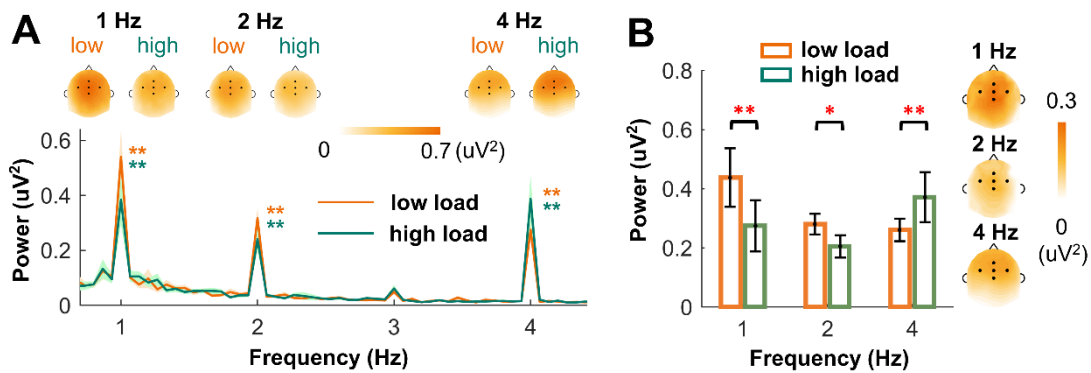 A
1 Hz
2 Hz
4 Hz
low
high
low
high
low
high
0
0.7 (uV²)
Power (uV²)
0.6
0.4
0.2
0
**
**
**
**
**
**
low load
high load
1
2
3
4
Frequency (Hz)
B
low load
high load
Power (uV²)
0.8
0.6
0.4
0.2
0
**
*
**
1
2
4
Frequency (Hz)
1 Hz
2 Hz
4 Hz
0.3
0
(uV²)